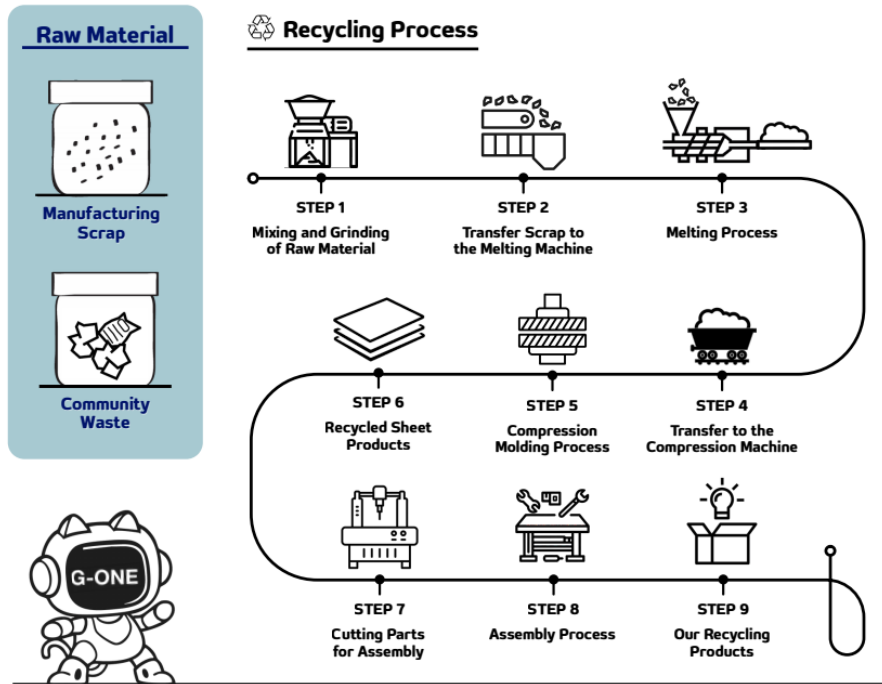 Raw Material
Manufacturing
Scrap
Community
Waste
G-ONE
Recycling Process
STEP 1
Mixing and Grinding
of Raw Material
STEP 2
Transfer Scrap to
the Melting Machine
STEP 3
Melting Process
STEP 4
Transfer to the
Compression Machine
STEP 5
Compression
Molding Process
STEP 6
Recycled Sheet
Products
STEP 7
Cutting Parts
for Assembly
STEP 8
Assembly Process
STEP 9
Our Recycling
Products